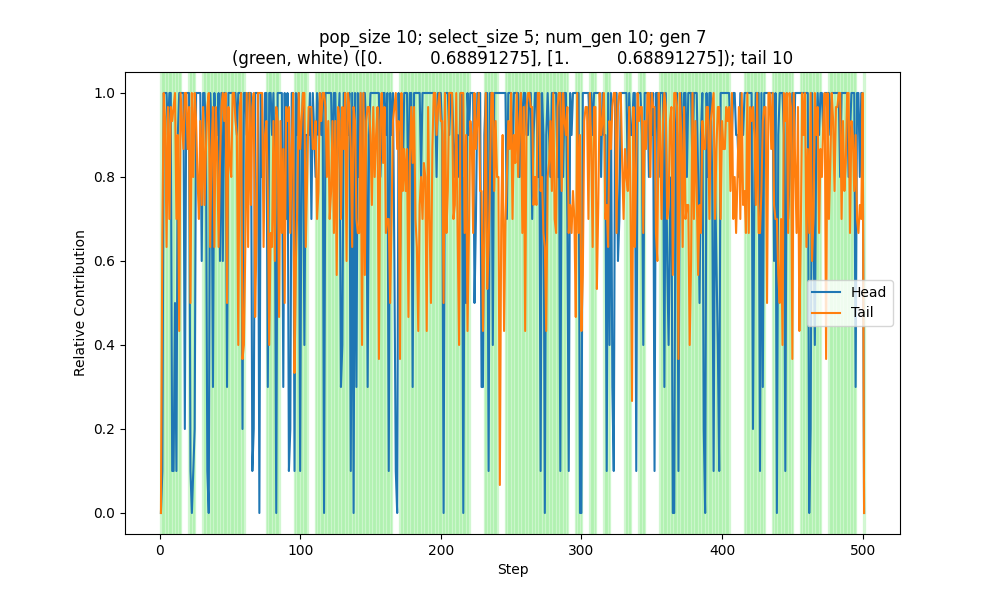 pop_size 10; select_size 5; num_gen 10; gen 7
(green, white) ([0. 0.68891275], [1. 0.68891275]); tail 10
1.0
0.8
0.6
0.4
0.2
0.0
Relative Contribution
Head
Tail
0 100 200 300 400 500
Step